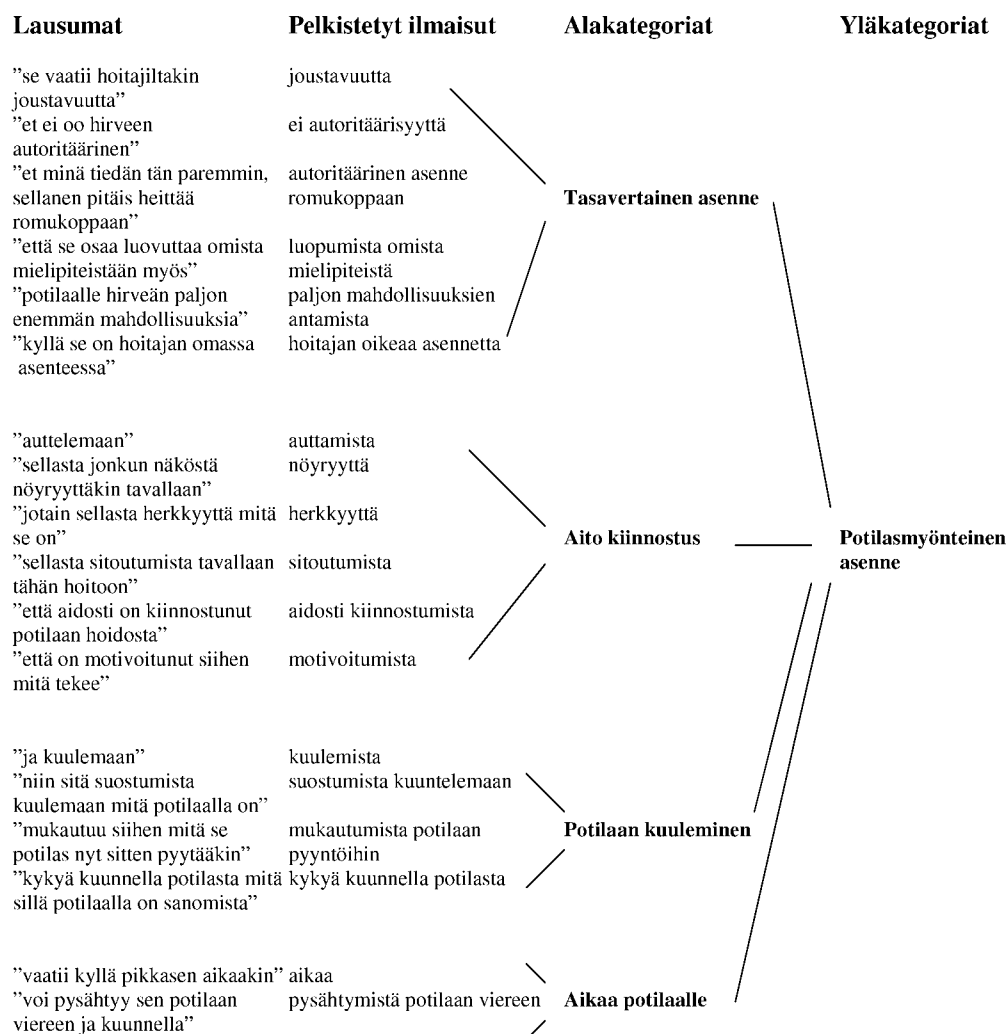 Lausumat Pelkistetyt ilmaisut Alakategoriat Yläkategoriat
”se vaatii hoitajiltakin joustavuutta
joustavuutta”
”et ei oo hirveen ei autoritäärisyyttä
autoritäärinen”
”et minä tiedän tän paremmin, autoritäärinen asenne
sellanen pitäis heittää romukoppaan Tasavertainen asenne
romukoppaan”
”että se osaa luovuttaa omista luopumista omista
mielipiteistään myös” mielipiteistä
”potilaalle hirveän paljon paljon mahdollisuuksien
enemmän mahdollisuuksia” antamista
”kyllä se on hoitajan omassa hoitajan oikeaa asennetta
asenteessa”
”auttelemaan” auttamista
”sellasta jonkun näköstä nöyryyttä
nöyryyttäkin tavallaan”
”jotain sellasta herkkyyttä mitä herkkyyttä
se on” Aito kiinnostus Potilasmyönteinen
”sellasta sitoutumista tavallaan sitoutumista asenne
tähän hoitoon”
”että aidosti on kiinnostunut aidosti kiinnostumista
potilaan hoidosta”
”että on motivoitunut siihen motivoitumista
mitä tekee”
”ja kuulemaan” kuulemista
”niin sitä suostumista suostumista kuuntelemaan
kuulemaan mitä potilaalla on”
”mukautuu siihen mitä se mukautumista potilaan Potilaan kuuleminen
potilas nyt sitten pyytääkin” pyyntöihin
”kykyä kuunnella potilasta mitä kykyä kuunnella potilasta
sillä potilaalla on sanomista”
”vaatii kyllä pikkasen aikaakin” aikaa
”voi pysähtyy sen potilaan pysähtymistä potilaan viereen Aikaa potilaalle
viereen ja kuunnella”